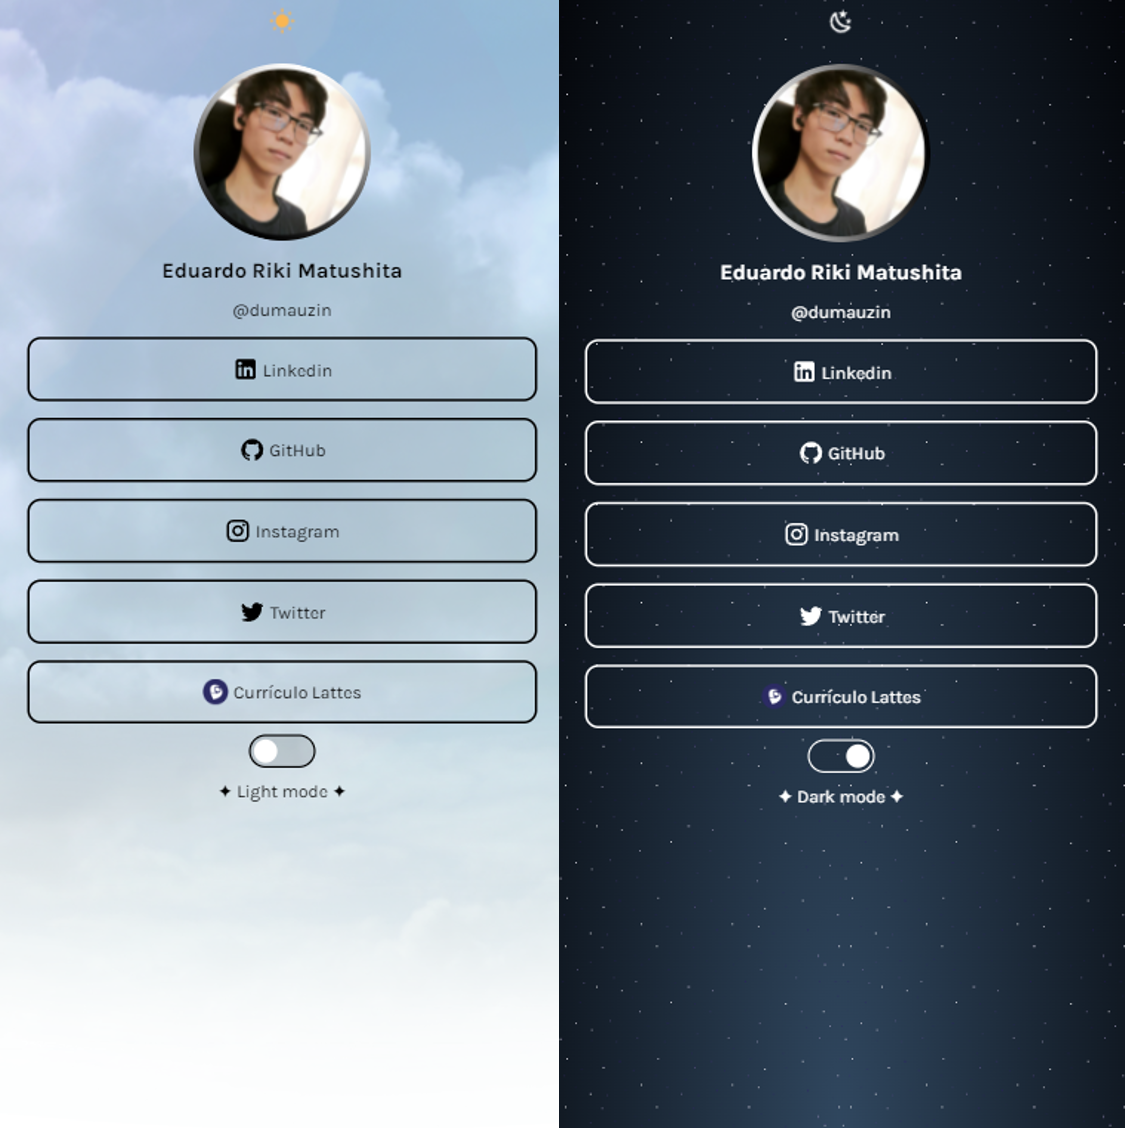 Eduardo Riki Matushita
@dumauzin
Linkedin
GitHub
Instagram
Twitter
Currículo Lattes
✦ Light mode ✦
Eduardo Riki Matushita
@dumauzin
Linkedin
GitHub
Instagram
Twitter
Currículo Lattes
✦ Dark mode ✦